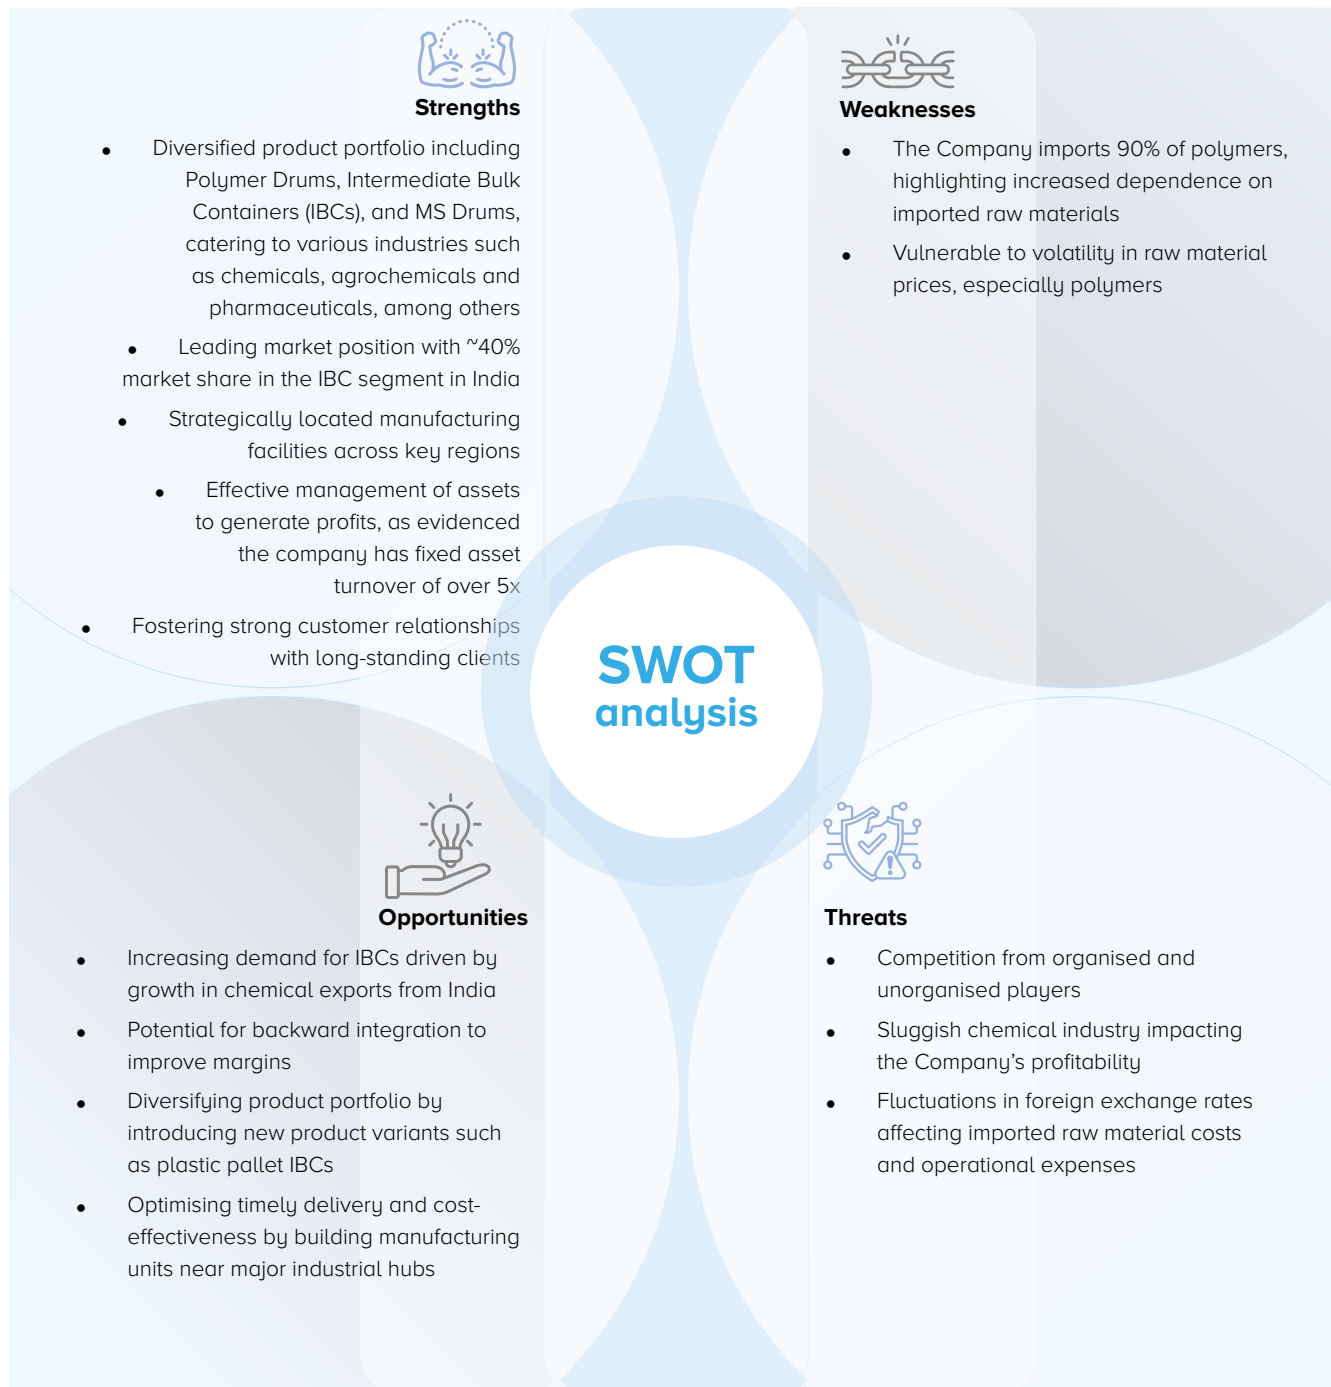 Strengths
• Diversified product portfolio including
Polymer Drums, Intermediate Bulk
Containers (IBCs), and MS Drums,
catering to various industries such
as chemicals, agrochemicals and
pharmaceuticals, among others
• Leading market position with ~40%
market share in the IBC segment in India
• Strategically located manufacturing
facilities across key regions
• Effective management of assets
to generate profits, as evidenced
the company has fixed asset
turnover of over 5x
• Fostering strong customer relationships
with long-standing clients
Weaknesses
• The Company imports 90% of polymers,
highlighting increased dependence on
imported raw materials
• Vulnerable to volatility in raw material
prices, especially polymers
SWOT
analysis
Opportunities
• Increasing demand for IBCs driven by
growth in chemical exports from India
• Potential for backward integration to
improve margins
• Diversifying product portfolio by
introducing new product variants such
as plastic pallet IBCs
• Optimising timely delivery and cost-
effectiveness by building manufacturing
units near major industrial hubs
Threats
• Competition from organised and
unorganised players
• Sluggish chemical industry impacting
the Company’s profitability
• Fluctuations in foreign exchange rates
affecting imported raw material costs
and operational expenses